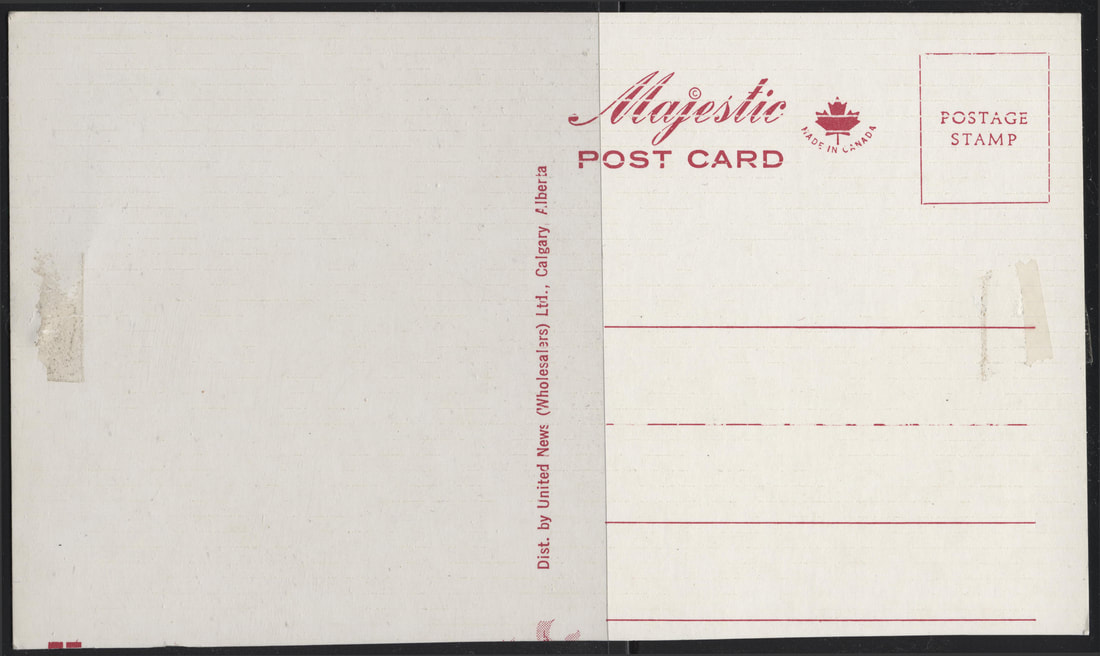 Majestic ©
POST CARD
MADE IN CANADA
POSTAGE
STAMP
Dist. by United News (Wholesalers) Ltd., Calgary, Alberta